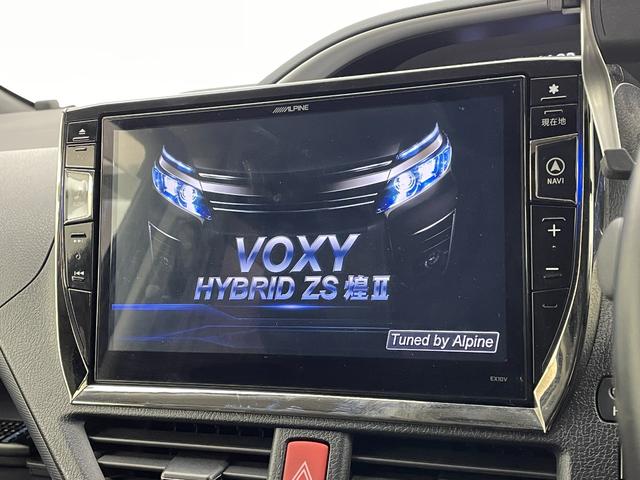 ALPINE
現在地
NAVI
VOXY
HYBRID ZS 煌Ⅱ
Tuned by Alpine
EX10V